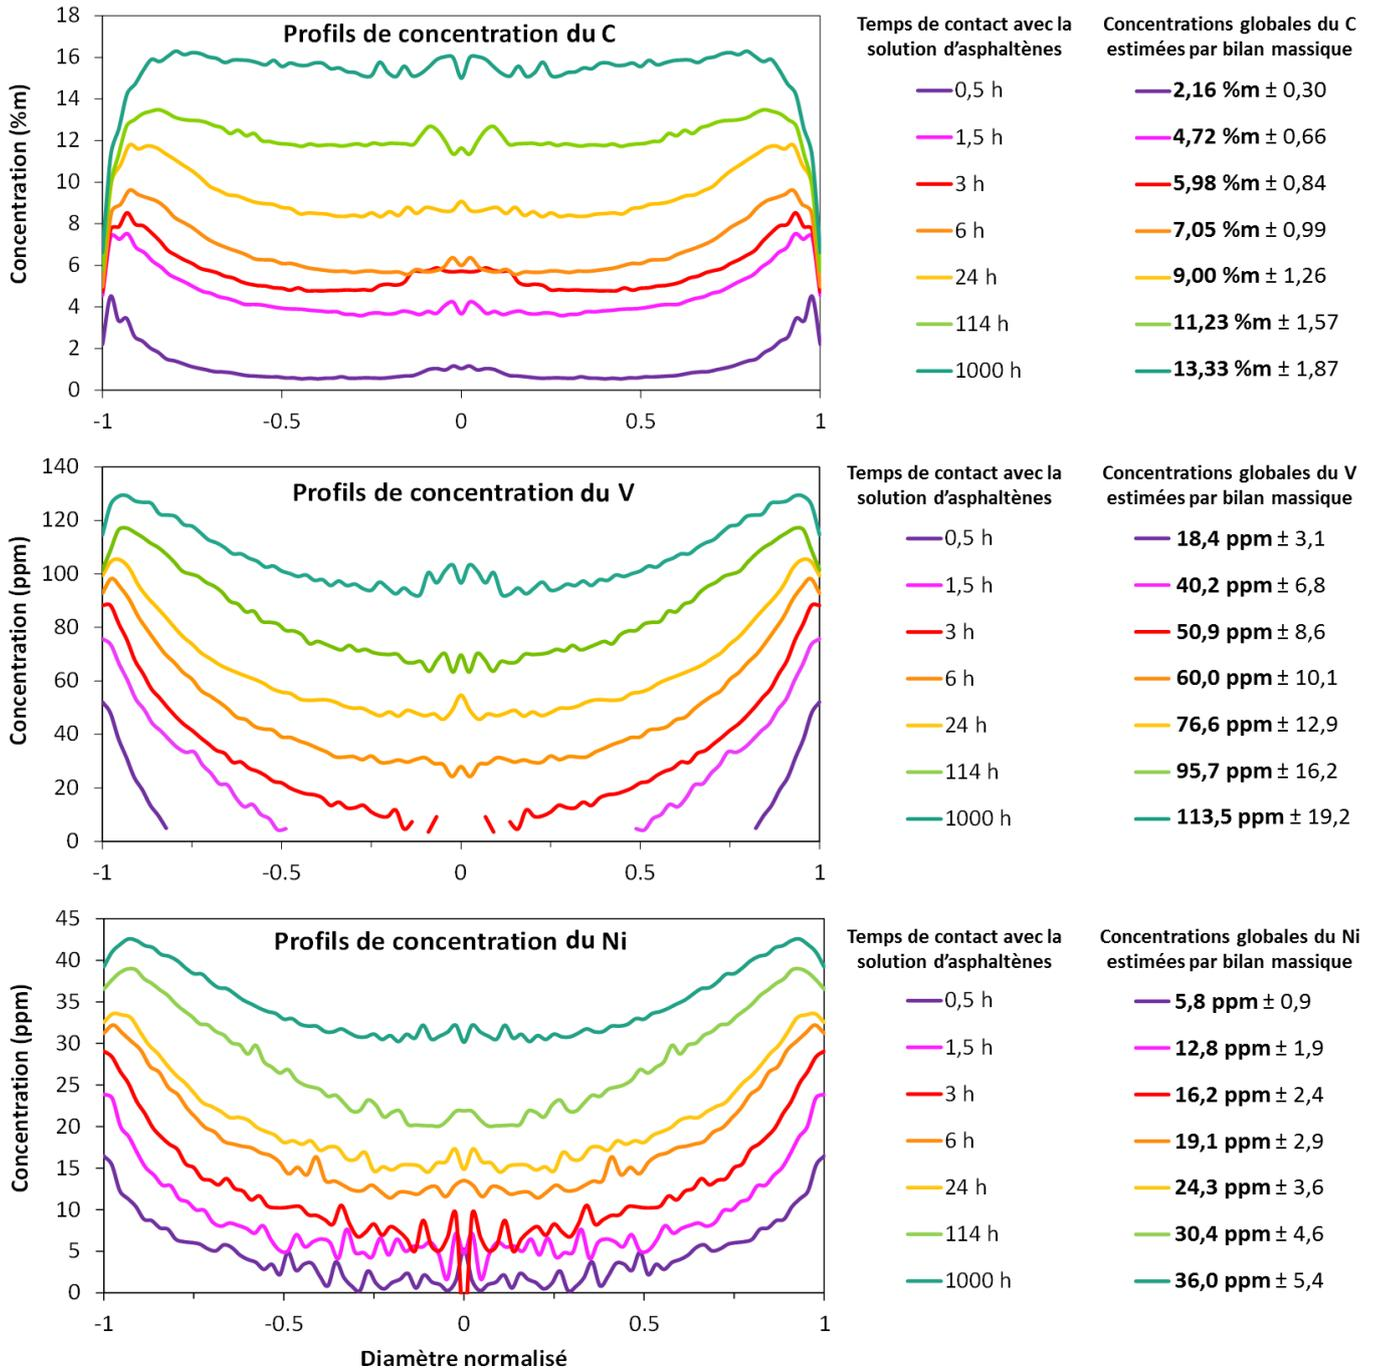 Profils de concentration du C
Concentration (%m)
18
16
14
12
10
8
6
4
2
0
-1
-0.5
0
0.5
1
Temps de contact avec la
solution d’asphaltènes
0,5 h
1,5 h
3 h
6 h
24 h
114 h
1000 h
Concentrations globales du C
estimées par bilan massique
2,16 %m ± 0,30
4,72 %m ± 0,66
5,98 %m ± 0,84
7,05 %m ± 0,99
9,00 %m ± 1,26
11,23 %m ± 1,57
13,33 %m ± 1,87
Profils de concentration du V
Concentration (ppm)
140
120
100
80
60
40
20
0
-1
-0.5
0
0.5
1
Temps de contact avec la
solution d’asphaltènes
0,5 h
1,5 h
3 h
6 h
24 h
114 h
1000 h
Concentrations globales du V
estimées par bilan massique
18,4 ppm ± 3,1
40,2 ppm ± 6,8
50,9 ppm ± 8,6
60,0 ppm ± 10,1
76,6 ppm ± 12,9
95,7 ppm ± 16,2
113,5 ppm ± 19,2
Profils de concentration du Ni
Concentration (ppm)
45
40
35
30
25
20
15
10
5
0
-1
-0.5
0
0.5
1
Diamètre normalisé
Temps de contact avec la
solution d’asphaltènes
0,5 h
1,5 h
3 h
6 h
24 h
114 h
1000 h
Concentrations globales du Ni
estimées par bilan massique
5,8 ppm ± 0,9
12,8 ppm ± 1,9
16,2 ppm ± 2,4
19,1 ppm ± 2,9
24,3 ppm ± 3,6
30,4 ppm ± 4,6
36,0 ppm ± 5,4